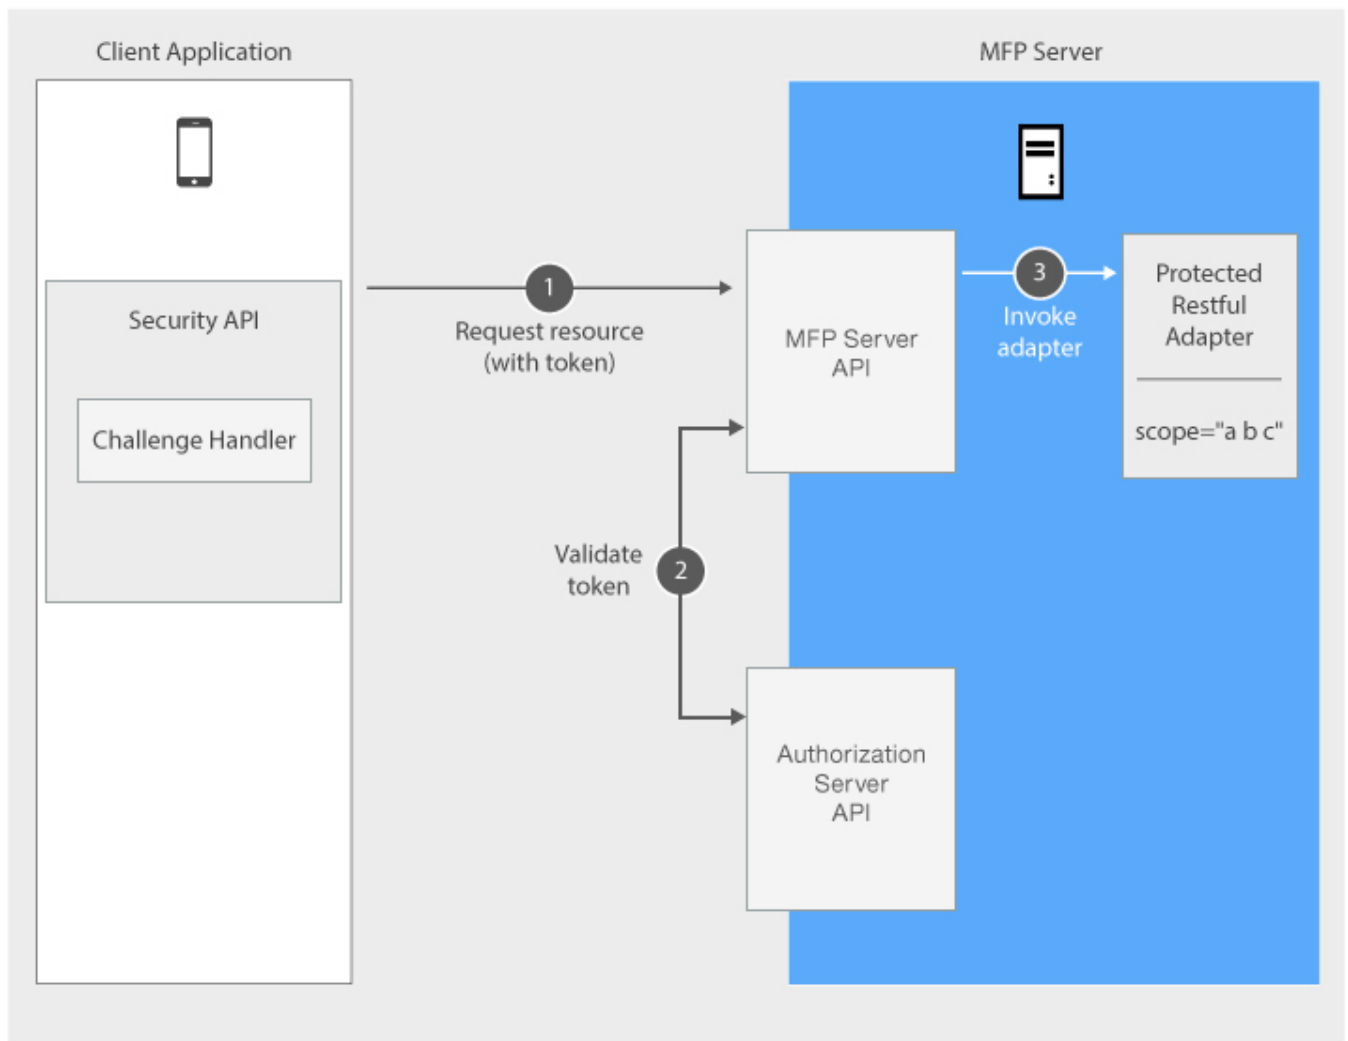 Client Application
MFP Server
Security API
Challenge Handler
1
Request resource
(with token)
MFP Server
API
3
Invoke
adapter
Protected
Restful
Adapter
scope="a b c"
Validate
token
2
Authorization
Server
API